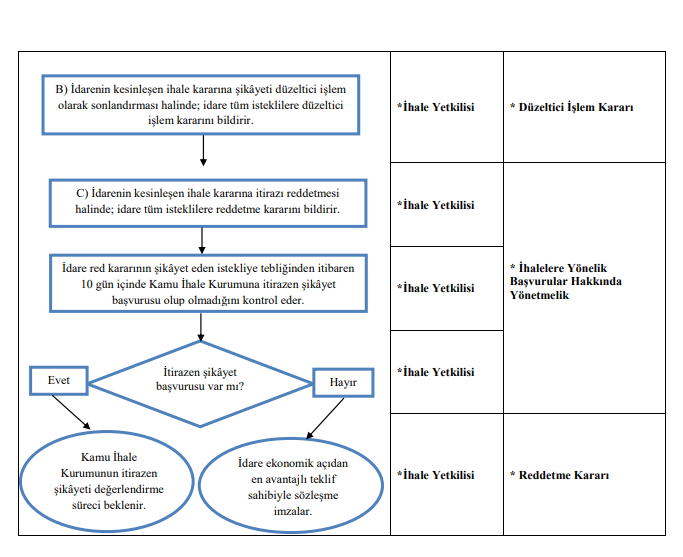 B) İdarenin kesinleşen ihale kararına şikâyeti düzeltici işlem
olarak sonlandırması halinde; idare tüm isteklilere düzeltici
işlem kararını bildirir.
*İhale Yetkilisi
* Düzeltici İşlem Kararı
C) İdarenin kesinleşen ihale kararına itirazı reddetmesi
halinde; idare tüm isteklilere reddetme kararını bildirir.
*İhale Yetkilisi
İdare red kararının şikâyet eden istekliye tebliğinden itibaren
10 gün içinde Kamu İhale Kurumuna itirazen şikâyet
başvurusu olup olmadığını kontrol eder.
*İhale Yetkilisi
* İhalelere Yönelik
Başvurular Hakkında
Yönetmelik
İtirazen şikâyet
başvurusu var mı?
Evet
Hayır
*İhale Yetkilisi
Kamu İhale
Kurumunun itirazen
şikâyeti değerlendirme
süreci beklenir.
İdare ekonomik açıdan
en avantajlı teklif
sahibiyle sözleşme
imzalar.
*İhale Yetkilisi
* Reddetme Kararı